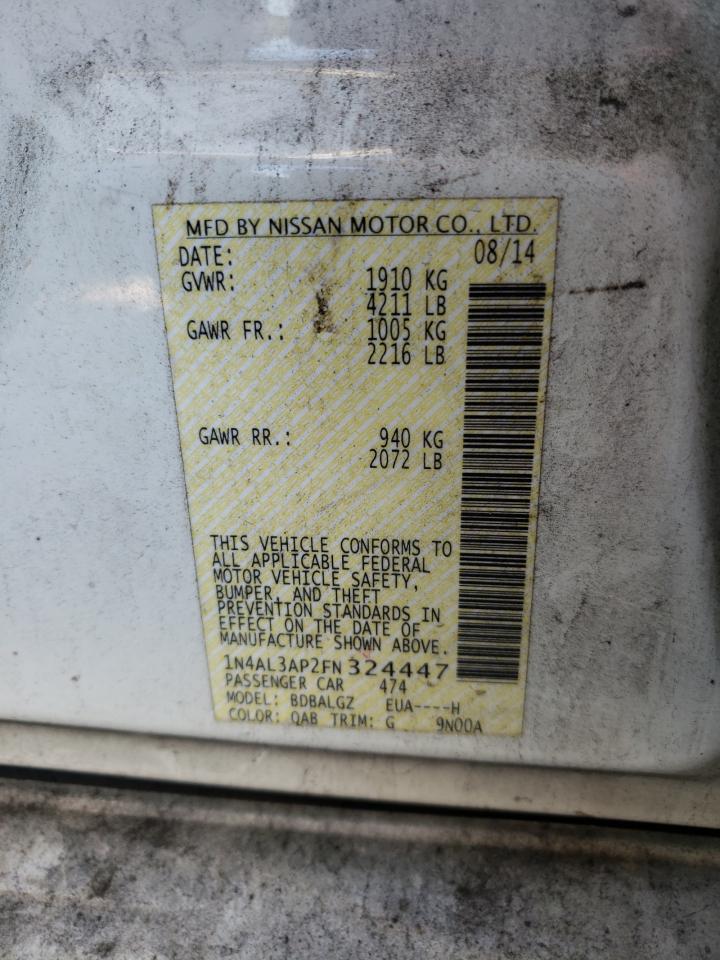 MFD BY NISSAN MOTOR CO., LTD.
DATE: 08/14
GVWR: 1910 KG
4211 LB
GAWR FR.: 1005 KG
2216 LB
GAWR RR.: 940 KG
2072 LB
THIS VEHICLE CONFORMS TO
ALL APPLICABLE FEDERAL
MOTOR VEHICLE SAFETY,
BUMPER, AND THEFT
PREVENTION STANDARDS IN
EFFECT ON THE DATE OF
MANUFACTURE SHOWN ABOVE.
1N4AL3AP2FN324447
PASSENGER CAR 474
MODEL: BDBALGZ EUA----H
COLOR: QAB TRIM: G 9N00A